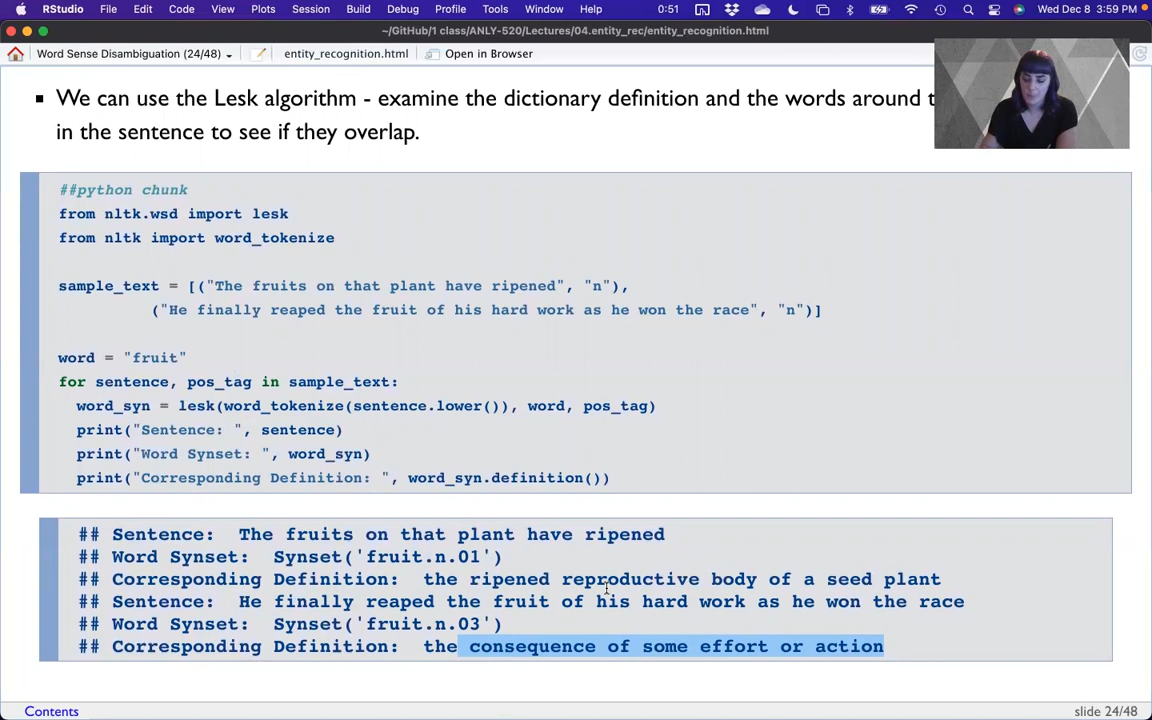 RStudio File Edit Code View Plots Session Build Debug Profile Tools Window Help 0:51 Wed Dec 8 3:59 PM
~/GitHub/1 class/ANLY-520/Lectures/04.entity_rec/entity_recognition.html
Word Sense Disambiguation (24/48) entity_recognition.html Open in Browser
We can use the Lesk algorithm - examine the dictionary definition and the words around
in the sentence to see if they overlap.
##python chunk
from nltk.wsd import lesk
from nltk import word_tokenize
sample_text = [("The fruits on that plant have ripened", "n"),
("He finally reaped the fruit of his hard work as he won the race", "n")]
word = "fruit"
for sentence, pos_tag in sample_text:
word_syn = lesk(word_tokenize(sentence.lower()), word, pos_tag)
print("Sentence: ", sentence)
print("Word Synset: ", word_syn)
print("Corresponding Definition: ", word_syn.definition())
## Sentence:  The fruits on that plant have ripened
## Word Synset:  Synset('fruit.n.01')
## Corresponding Definition:  the ripened reproductive body of a seed plant
## Sentence:  He finally reaped the fruit of his hard work as he won the race
## Word Synset:  Synset('fruit.n.03')
## Corresponding Definition:  the consequence of some effort or action
Contents slide 24/48